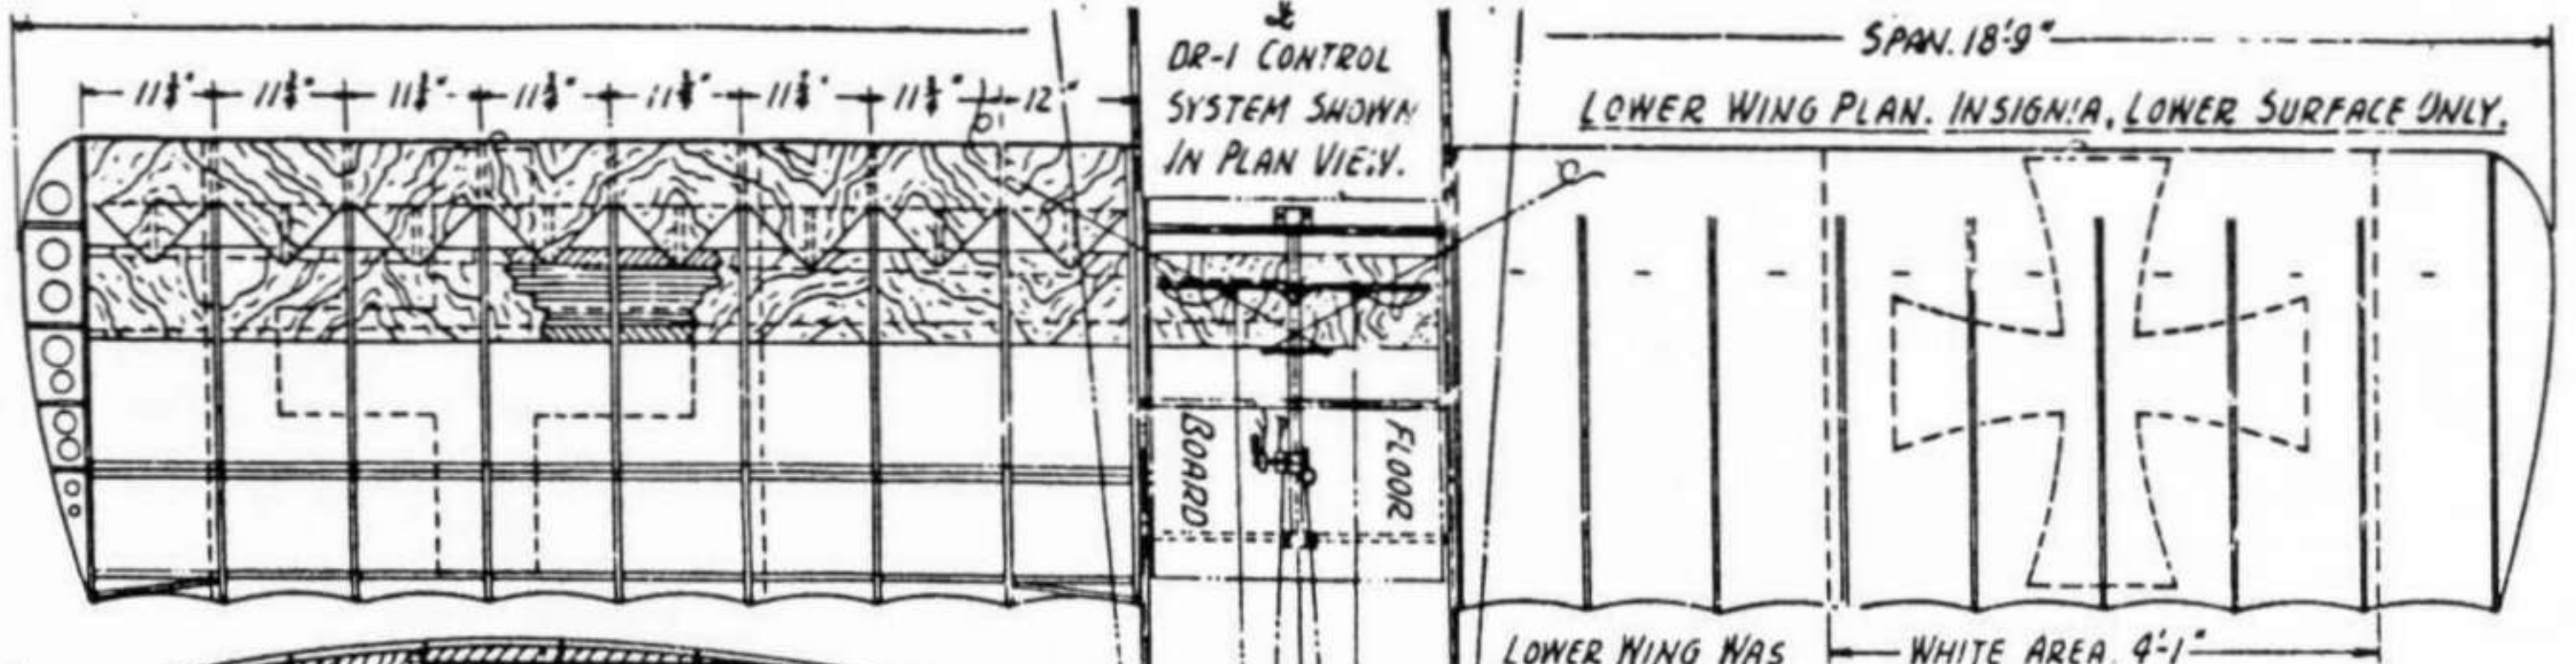 SPAN. 18'-9"
11¾" 11¾" 11¾" 11¾" 11¾" 11¾" 11¾" 12"
DR-1 CONTROL
SYSTEM SHOWN
IN PLAN VIEW.
LOWER WING PLAN. INSIGNIA, LOWER SURFACE ONLY.
BOARD
FLOOR
LOWER WING WAS
WHITE AREA. 4'-1"